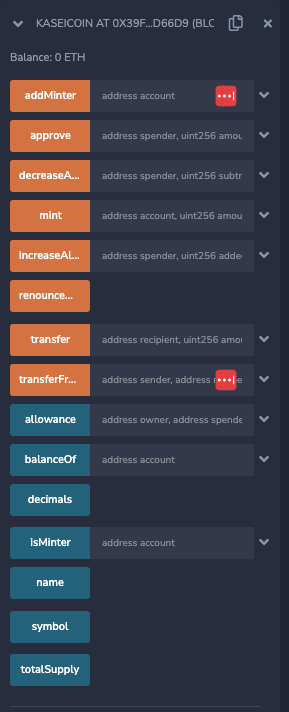 KASEICOIN AT 0X39F...D66D9 (BLC
Balance: 0 ETH
addMinter address account
approve address spender, uint256 amou
decreaseA... address spender, uint256 subtr
mint address account, uint256 amou
increaseAl... address spender, uint256 adde
renounce...
transfer address recipient, uint256 amou
transferFr... address sender, address
allowance address owner, address spende
balanceOf address account
decimals
isMinter address account
name
symbol
totalSupply